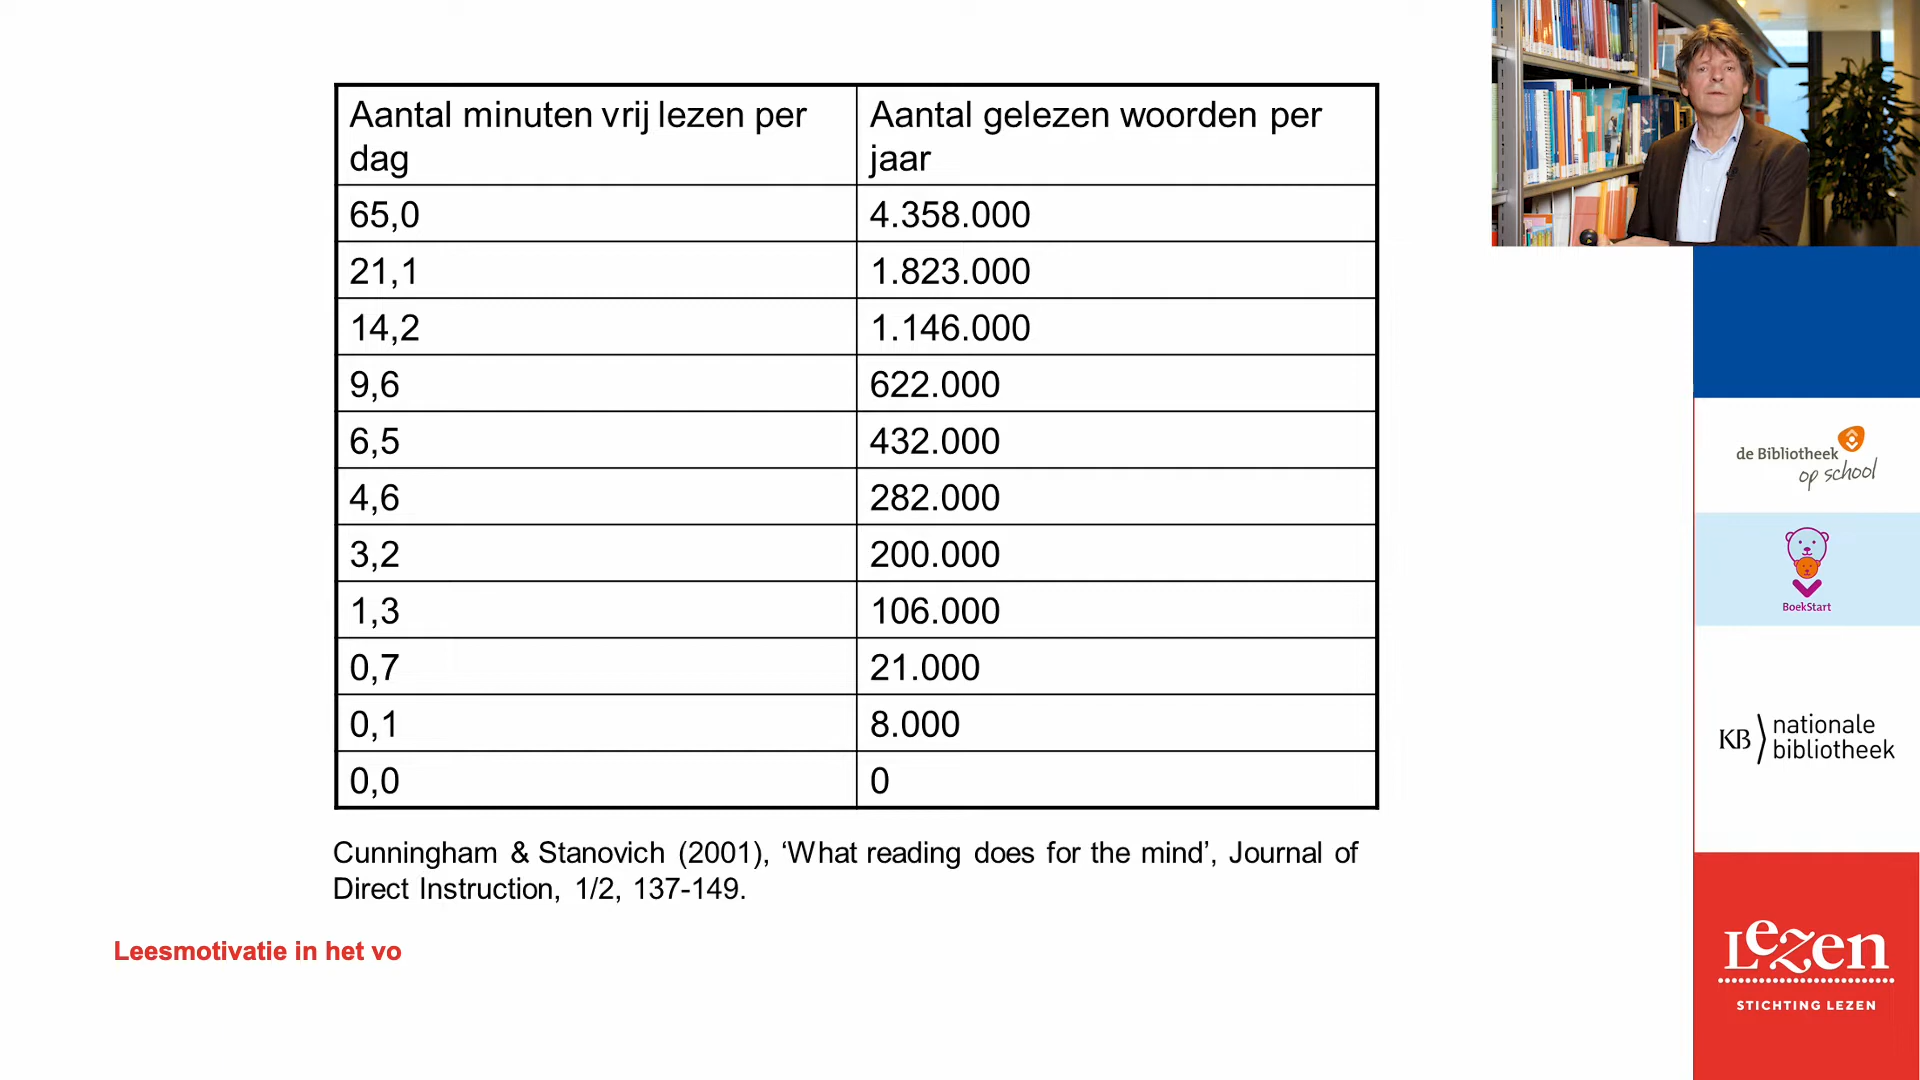 Aantal minuten vrij lezen per
dag
Aantal gelezen woorden per
jaar
65,0 4.358.000
21,1 1.823.000
14,2 1.146.000
9,6 622.000
6,5 432.000
4,6 282.000
3,2 200.000
1,3 106.000
0,7 21.000
0,1 8.000
0,0 0
Cunningham & Stanovich (2001), ‘What reading does for the mind’, Journal of
Direct Instruction, 1/2, 137-149.
Leesmotivatie in het vo
de Bibliotheek
op school
BoekStart
KB nationale
bibliotheek
Lezen
STICHTING LEZEN